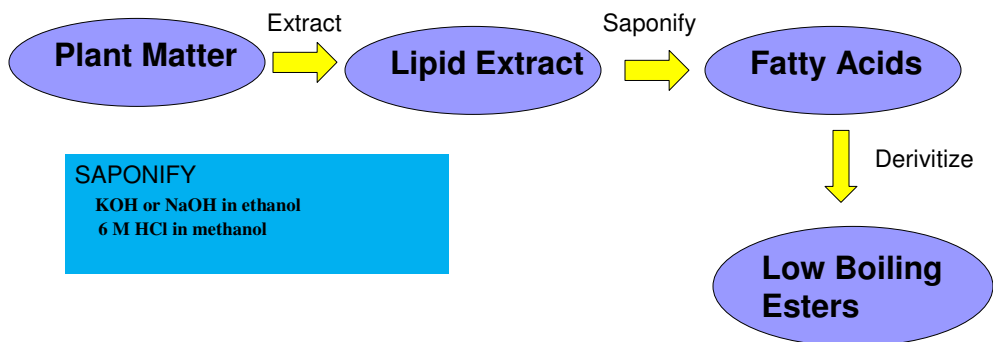 Extract
Saponify
Plant Matter
Lipid Extract
Fatty Acids
Derivitize
SAPONIFY
KOH or NaOH in ethanol
6 M HCl in methanol
Low Boiling
Esters